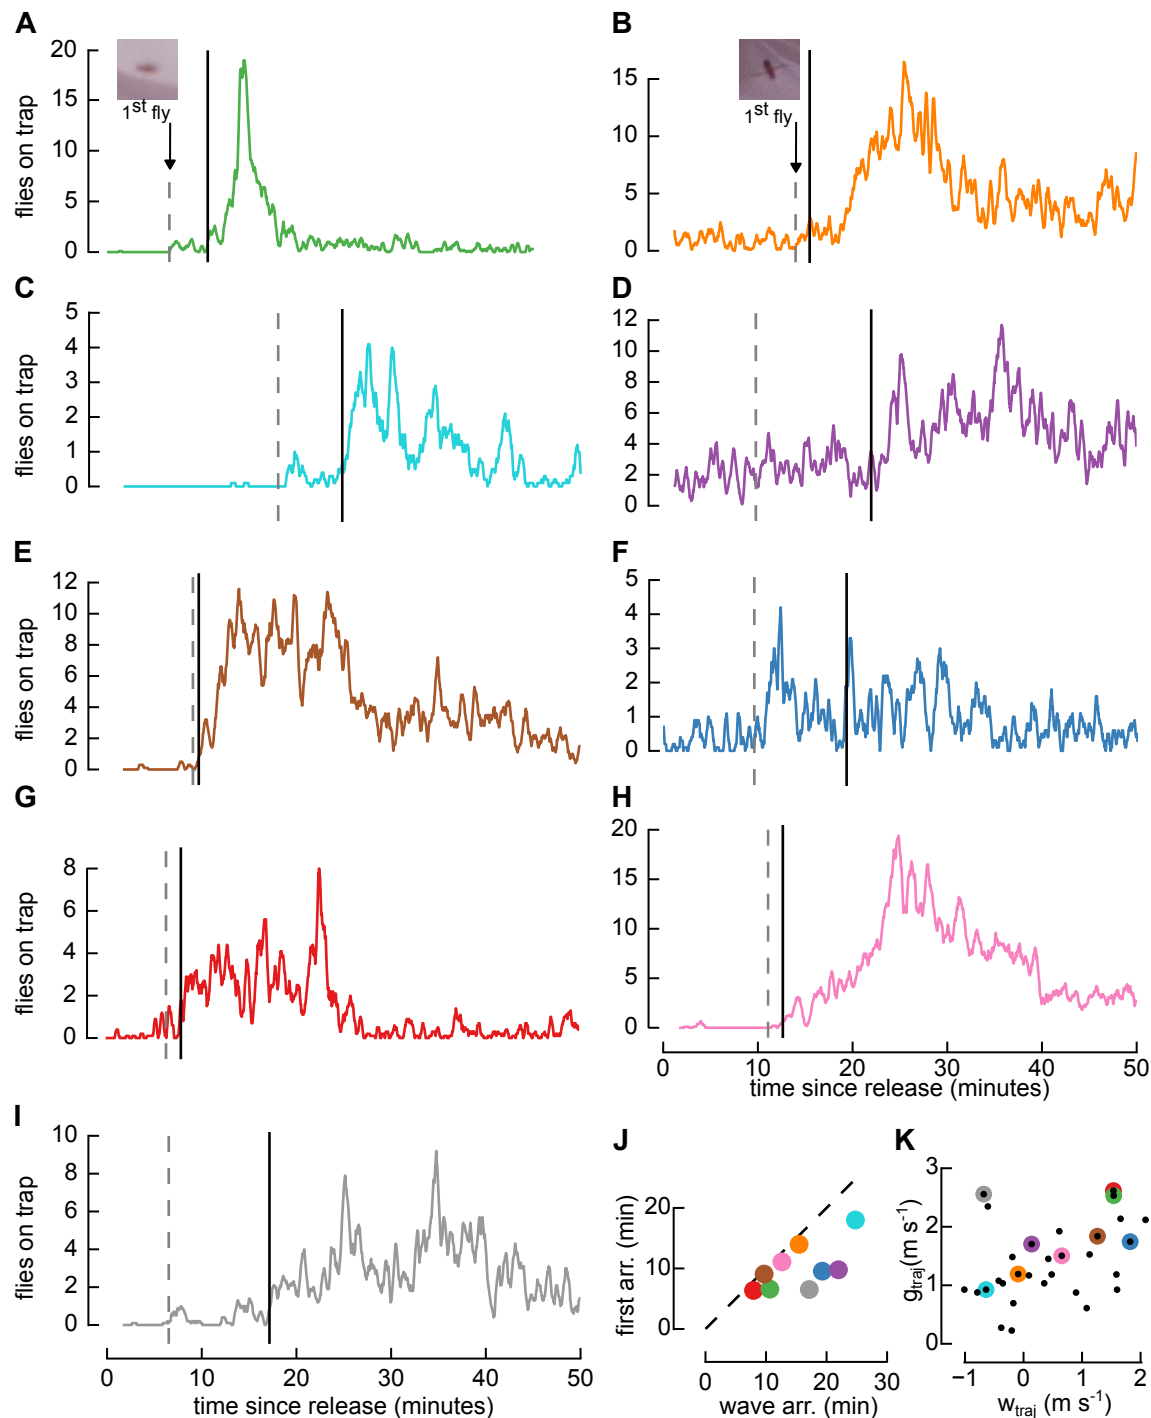 A
20
15
10
5
0
flies on trap
1st fly
B
15
10
5
0
1st fly
C
5
4
3
2
1
0
flies on trap
D
12
10
8
6
4
2
0
E
12
10
8
6
4
2
0
flies on trap
F
5
4
3
2
1
0
G
8
6
4
2
0
flies on trap
H
20
15
10
5
0
0 10 20 30 40 50
time since release (minutes)
I
10
8
6
4
2
0
flies on trap
0 10 20 30 40 50
time since release (minutes)
J
20
10
0
first arr. (min)
0 10 20 30
wave arr. (min)
K
3
2
1
0
gtraj(m s-1)
−1 0 1 2
wtraj (m s-1)